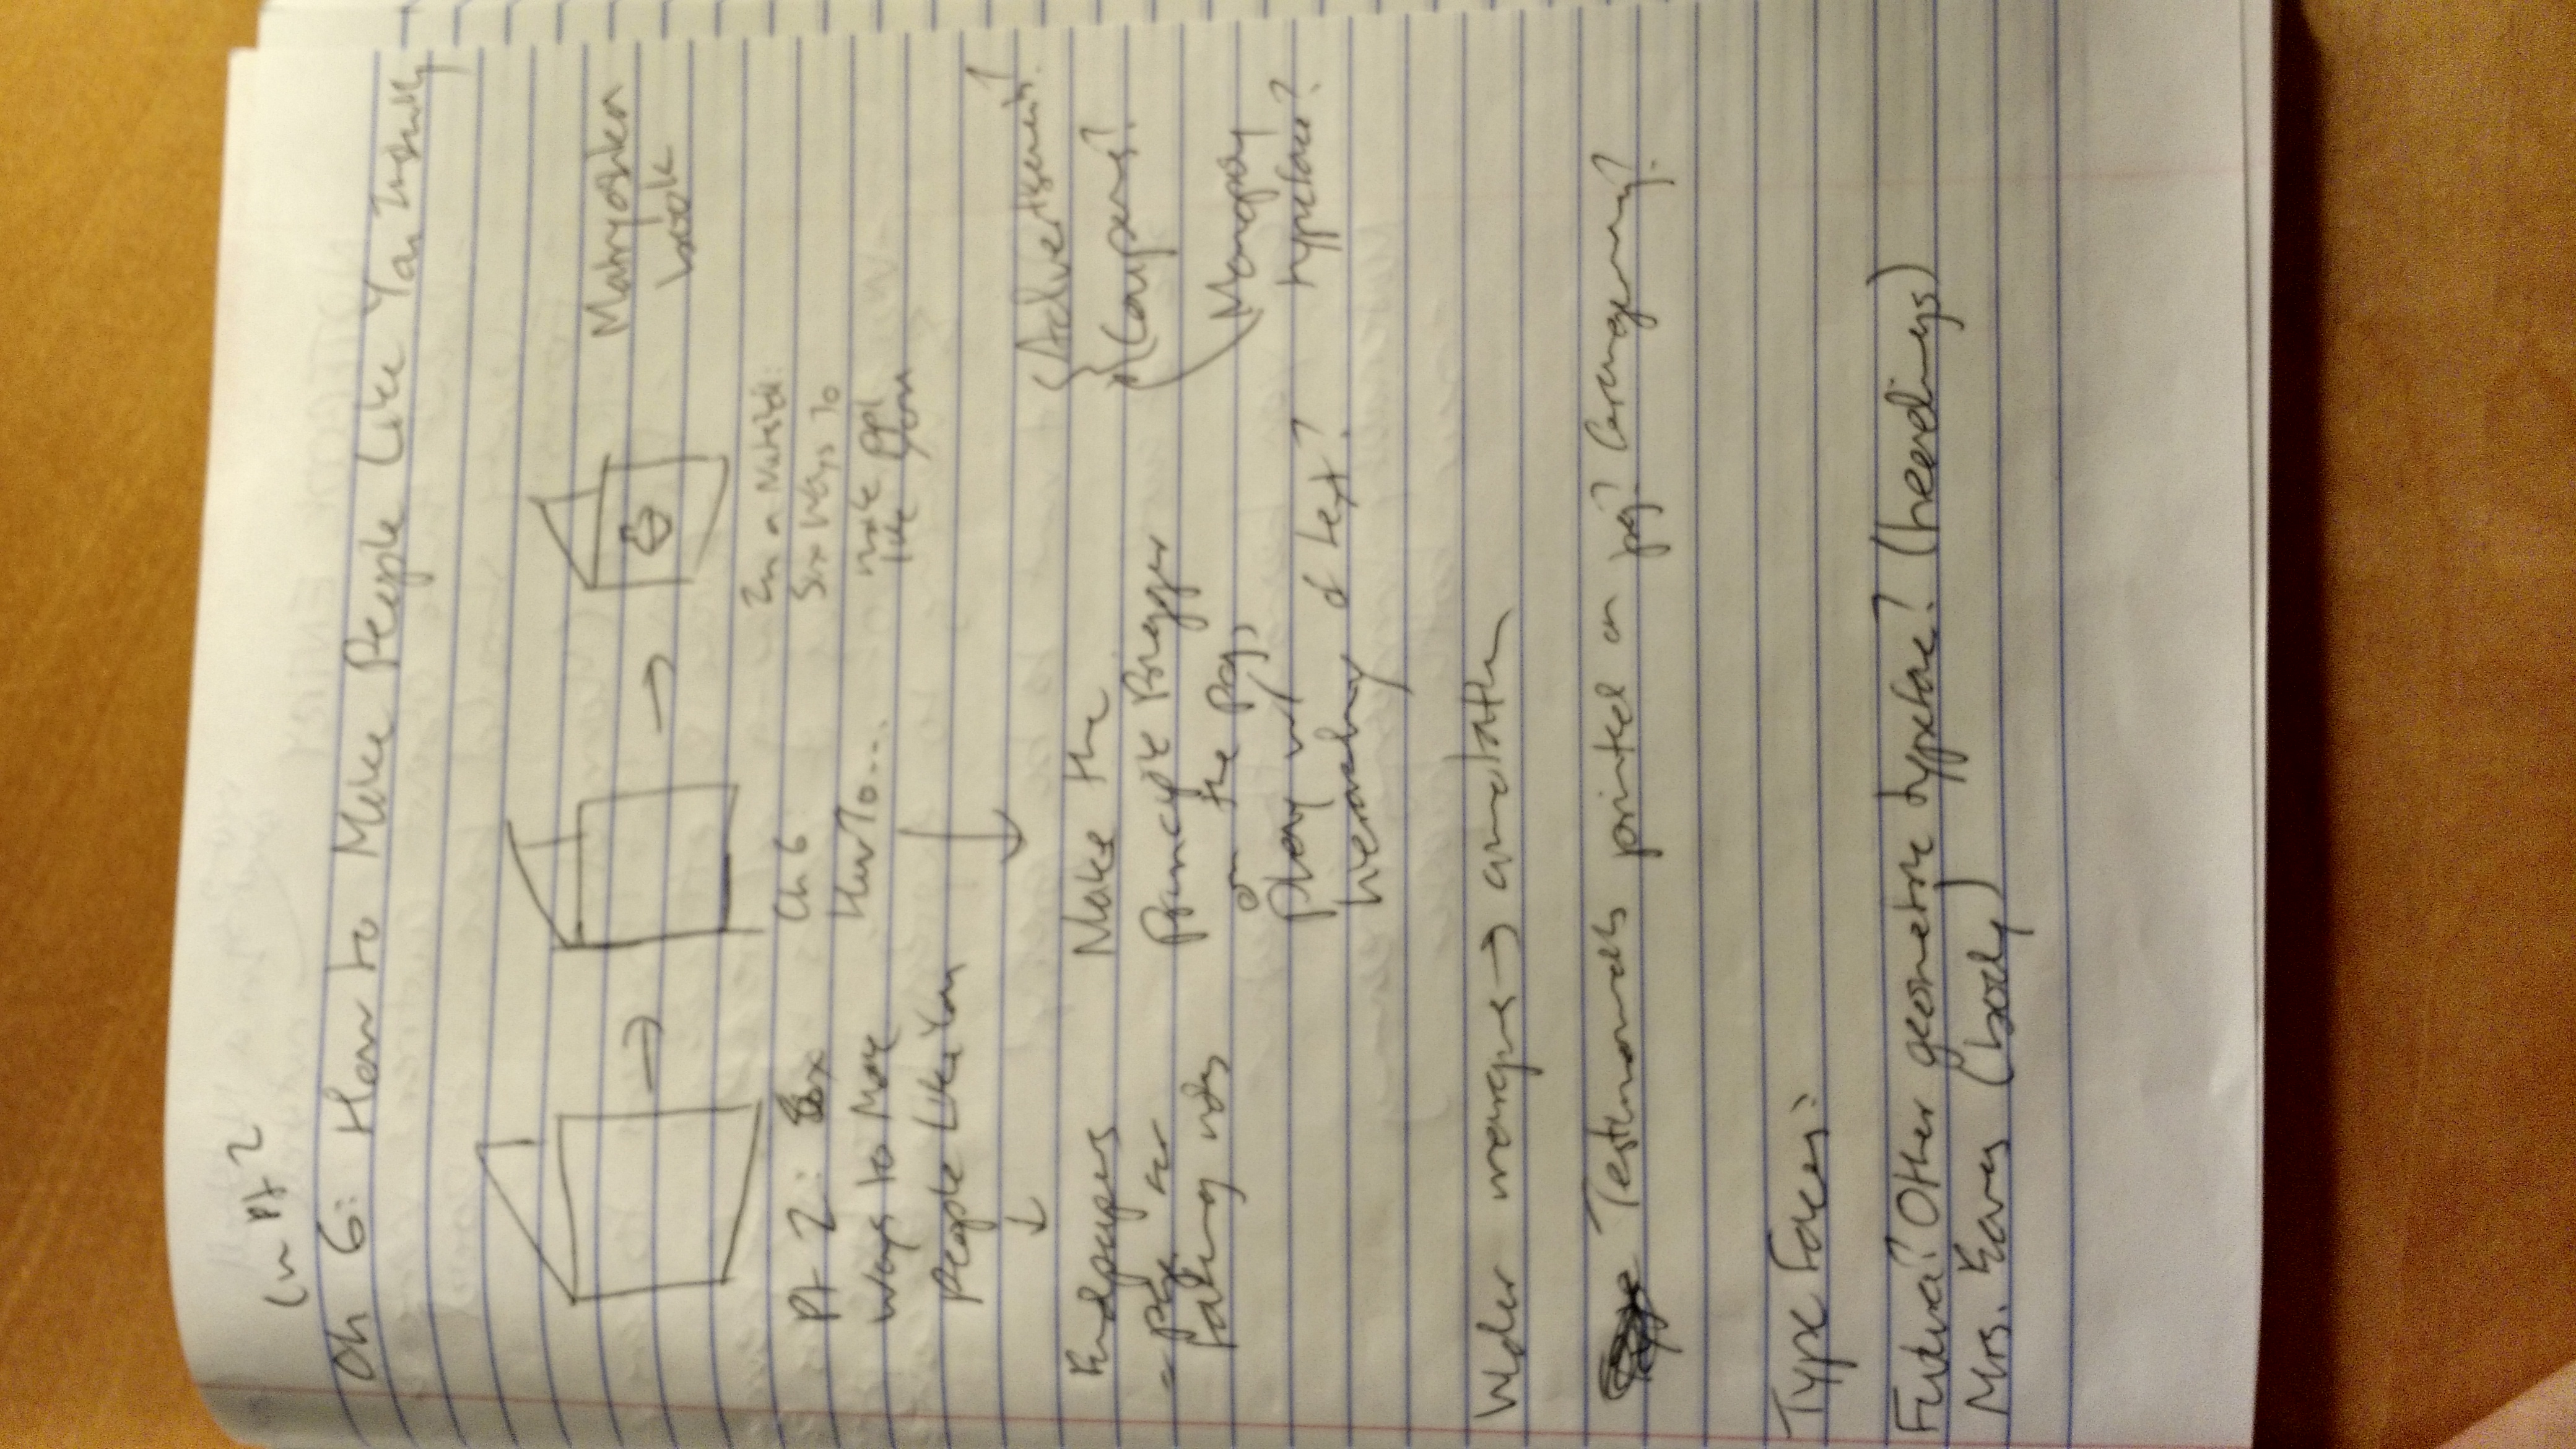 In Pt 2
Ch 6: How to Make People Like You Instantly
Matryoshka
book
Pt 2: Six
Ways to Make
People Like You
Ch 6
How To...
In a Nutshell:
Six Ways To
make ppl
like you
Endpapers
- pgs for
taking notes
Make the
Principle Bigger
on the pg,
play w/
hierarchy of text?
Advertisements?
Coupons?
Monopoly
typeface?
Wider margins → annotation
Testimonials printed on pg?
Type Faces:
Futura? Other geometric typeface? (headings)
Mrs. Eaves (body)